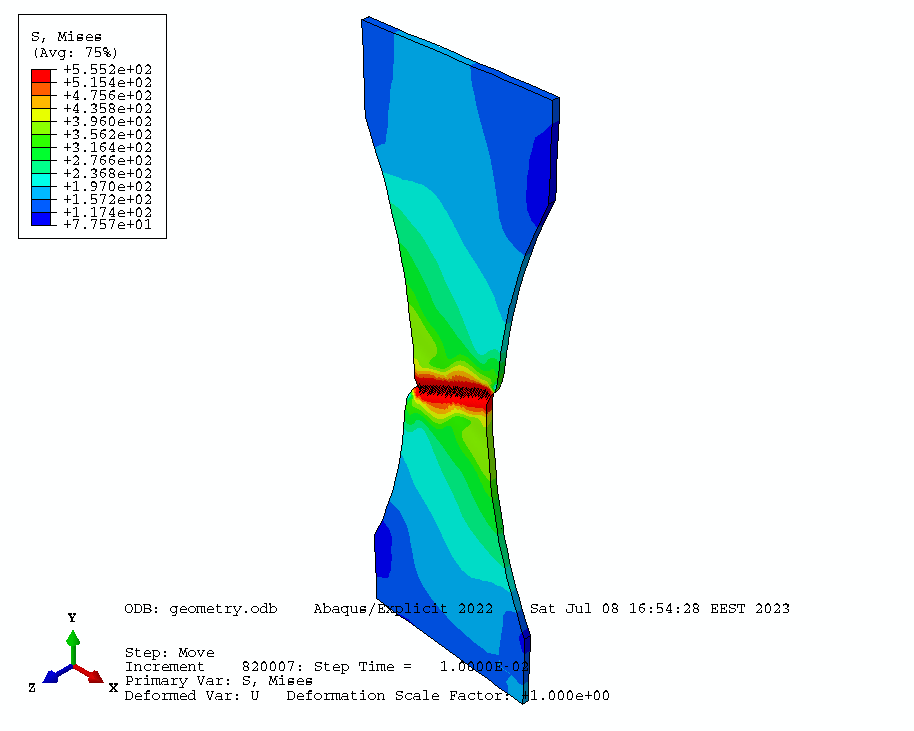 S, Mises
(Avg: 75%)
+5.552e+02
+5.154e+02
+4.756e+02
+4.358e+02
+3.960e+02
+3.562e+02
+3.164e+02
+2.766e+02
+2.368e+02
+1.970e+02
+1.572e+02
+1.174e+02
+7.757e+01
ODB: geometry.odb    Abaqus/Explicit 2022    Sat Jul 08 16:54:28 EEST 2023
Y
Z
X
Step: Move
Increment    820007: Step Time =    1.0000E-02
Primary Var: S, Mises
Deformed Var: U   Deformation Scale Factor: +1.000e+00